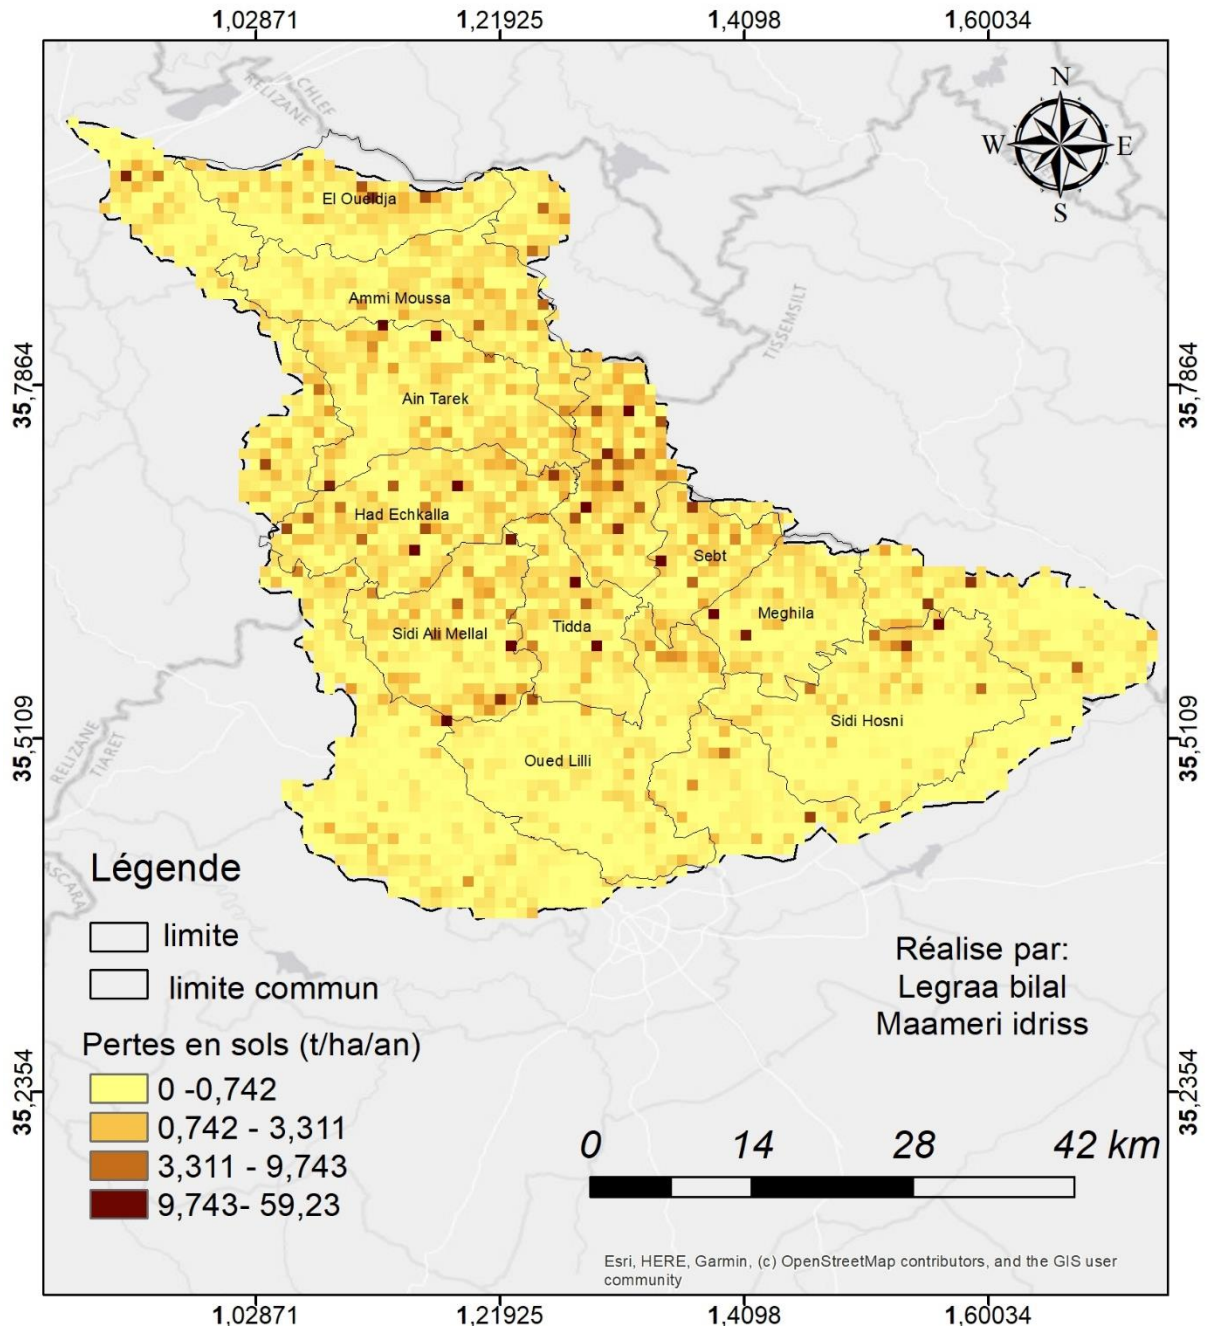 1,02871 1,21925 1,4098 1,60034
CHLEF
RELIZANE
N
W E
S
El Oueldja
Ammi Moussa
TISSEMSILT
35,7864 35,7864
Ain Tarek
Had Echkalla
Sebt
Meghila
Sidi Ali Mellal
Tidda
Sidi Hosni
35,5109 35,5109
RELIZANE
TIARET
Oued Lilli
ASCARA
Légende
limite
limite commun
Réalise par:
Legraa bilal
Maameri idriss
Pertes en sols (t/ha/an)
0 -0,742
0,742 - 3,311
3,311 - 9,743
9,743- 59,23
35,2354 35,2354
0 14 28 42 km
Esri, HERE, Garmin, (c) OpenStreetMap contributors, and the GIS user
community
1,02871 1,21925 1,4098 1,60034